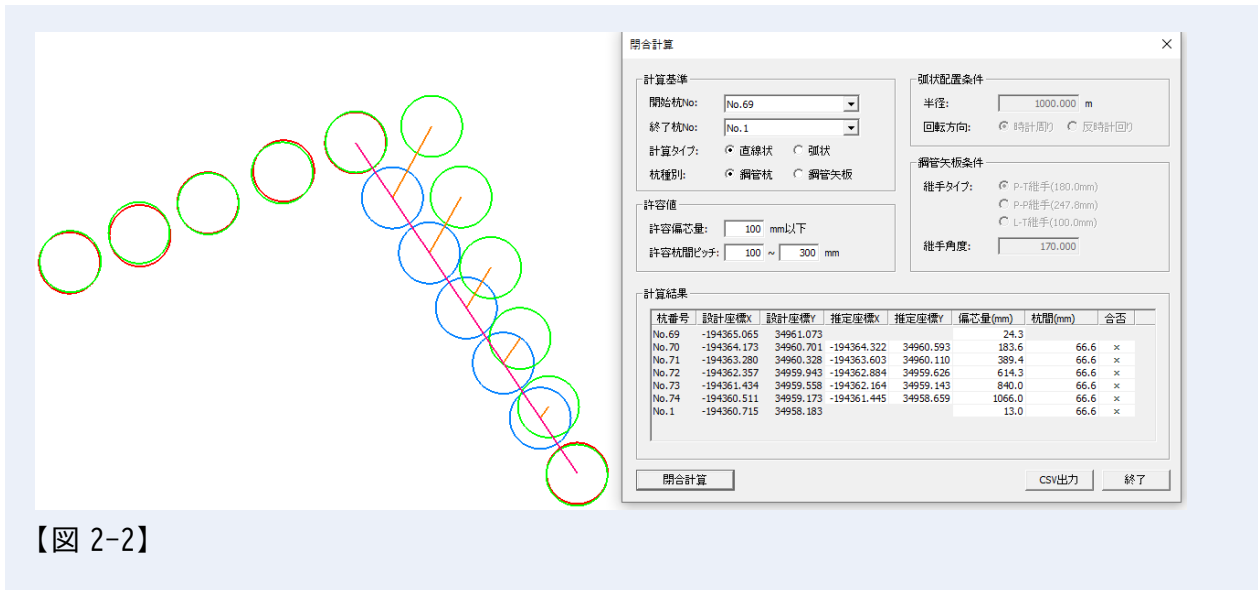 閉合計算
計算基準
開始杭No: No.69
終了杭No: No.1
計算タイプ: 直線状 弧状
杭種別: 鋼管杭 鋼管矢板
許容値
許容偏芯量: 100 mm以下
許容杭間ピッチ: 100 ~ 300 mm
弧状配置条件
半径: 1000.000 m
回転方向: 時計周り 反時計回り
鋼管矢板条件
継手タイプ: P-T継手(180.0mm)
P-P継手(247.8mm)
L-T継手(100.0mm)
継手角度: 170.000
計算結果
杭番号 設計座標X 設計座標Y 推定座標X 推定座標Y 偏芯量(mm) 杭間(mm) 合否
No.69 -194365.065 34961.073 24.3
No.70 -194364.173 34960.701 -194364.322 34960.593 183.6 66.6 ×
No.71 -194363.280 34960.328 -194363.603 34960.110 389.4 66.6 ×
No.72 -194362.357 34959.943 -194362.884 34959.626 614.3 66.6 ×
No.73 -194361.434 34959.558 -194362.164 34959.143 840.0 66.6 ×
No.74 -194360.511 34959.173 -194361.445 34958.659 1066.0 66.6 ×
No.1 -194360.715 34958.183 13.0 66.6 ×
閉合計算 CSV出力 終了
【図 2-2】